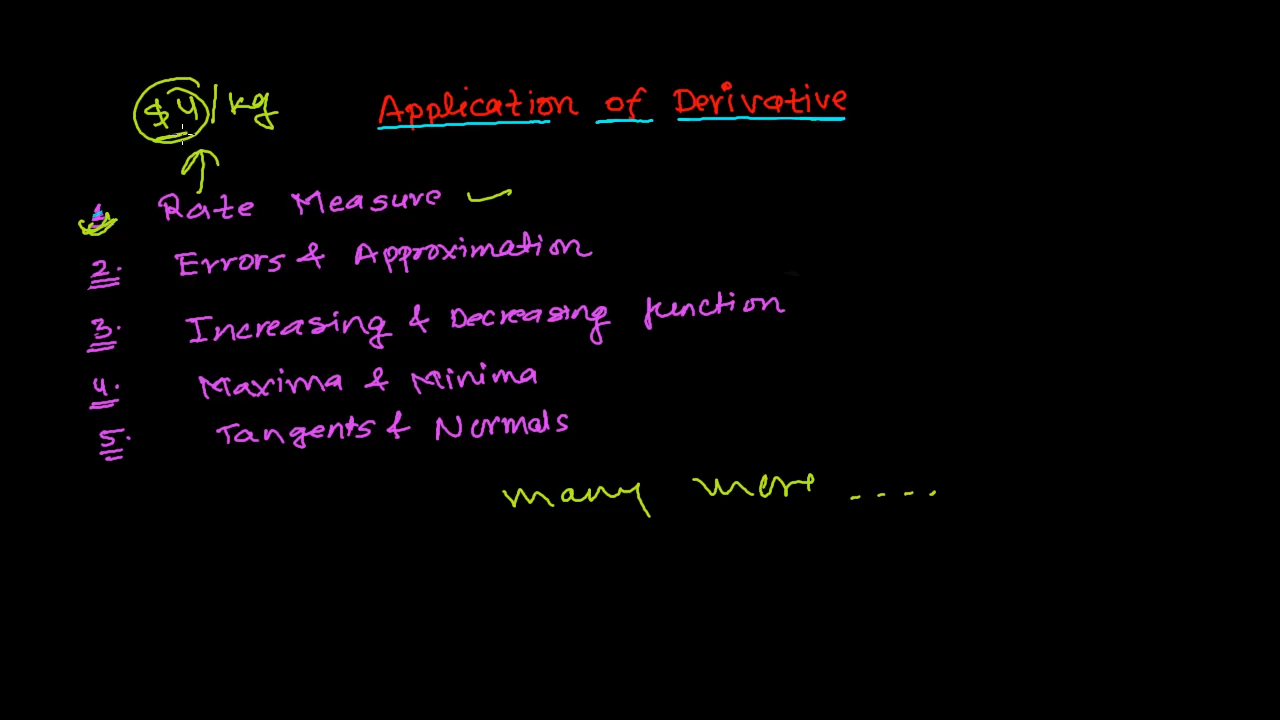 $4/kg
Application of Derivative
1. Rate Measure
2. Errors & Approximation
3. Increasing & Decreasing function
4. Maxima & Minima
5. Tangents & Normals
many more ....